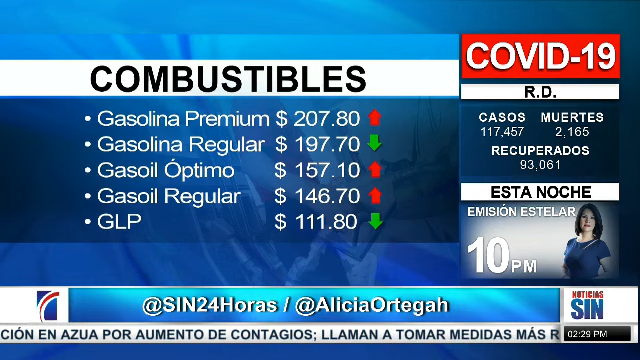 COMBUSTIBLES
• Gasolina Premium $ 207.80
• Gasolina Regular $ 197.70
• Gasoil Óptimo $ 157.10
• Gasoil Regular $ 146.70
• GLP $ 111.80
COVID-19
R.D.
CASOS MUERTES
117,457 2,165
RECUPERADOS
93,061
ESTA NOCHE
EMISIÓN ESTELAR
10 PM
@SIN24Horas / @AliciaOrtegah
NOTICIAS
SIN
CIÓN EN AZUA POR AUMENTO DE CONTAGIOS; LLAMAN A TOMAR MEDIDAS MÁS R
02:29 PM